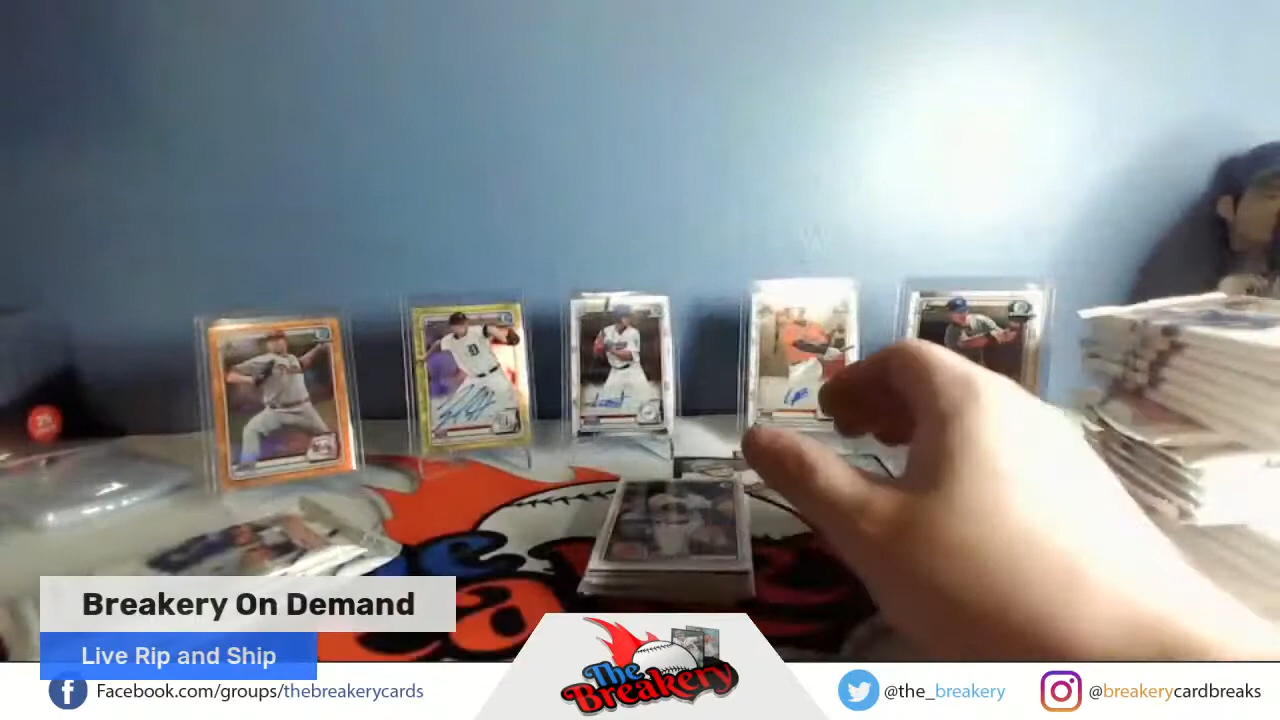 Breakery On Demand
Live Rip and Ship
Facebook.com/groups/thebreakerycards
The
Breakery
@the_breakery
@breakerycardbreaks